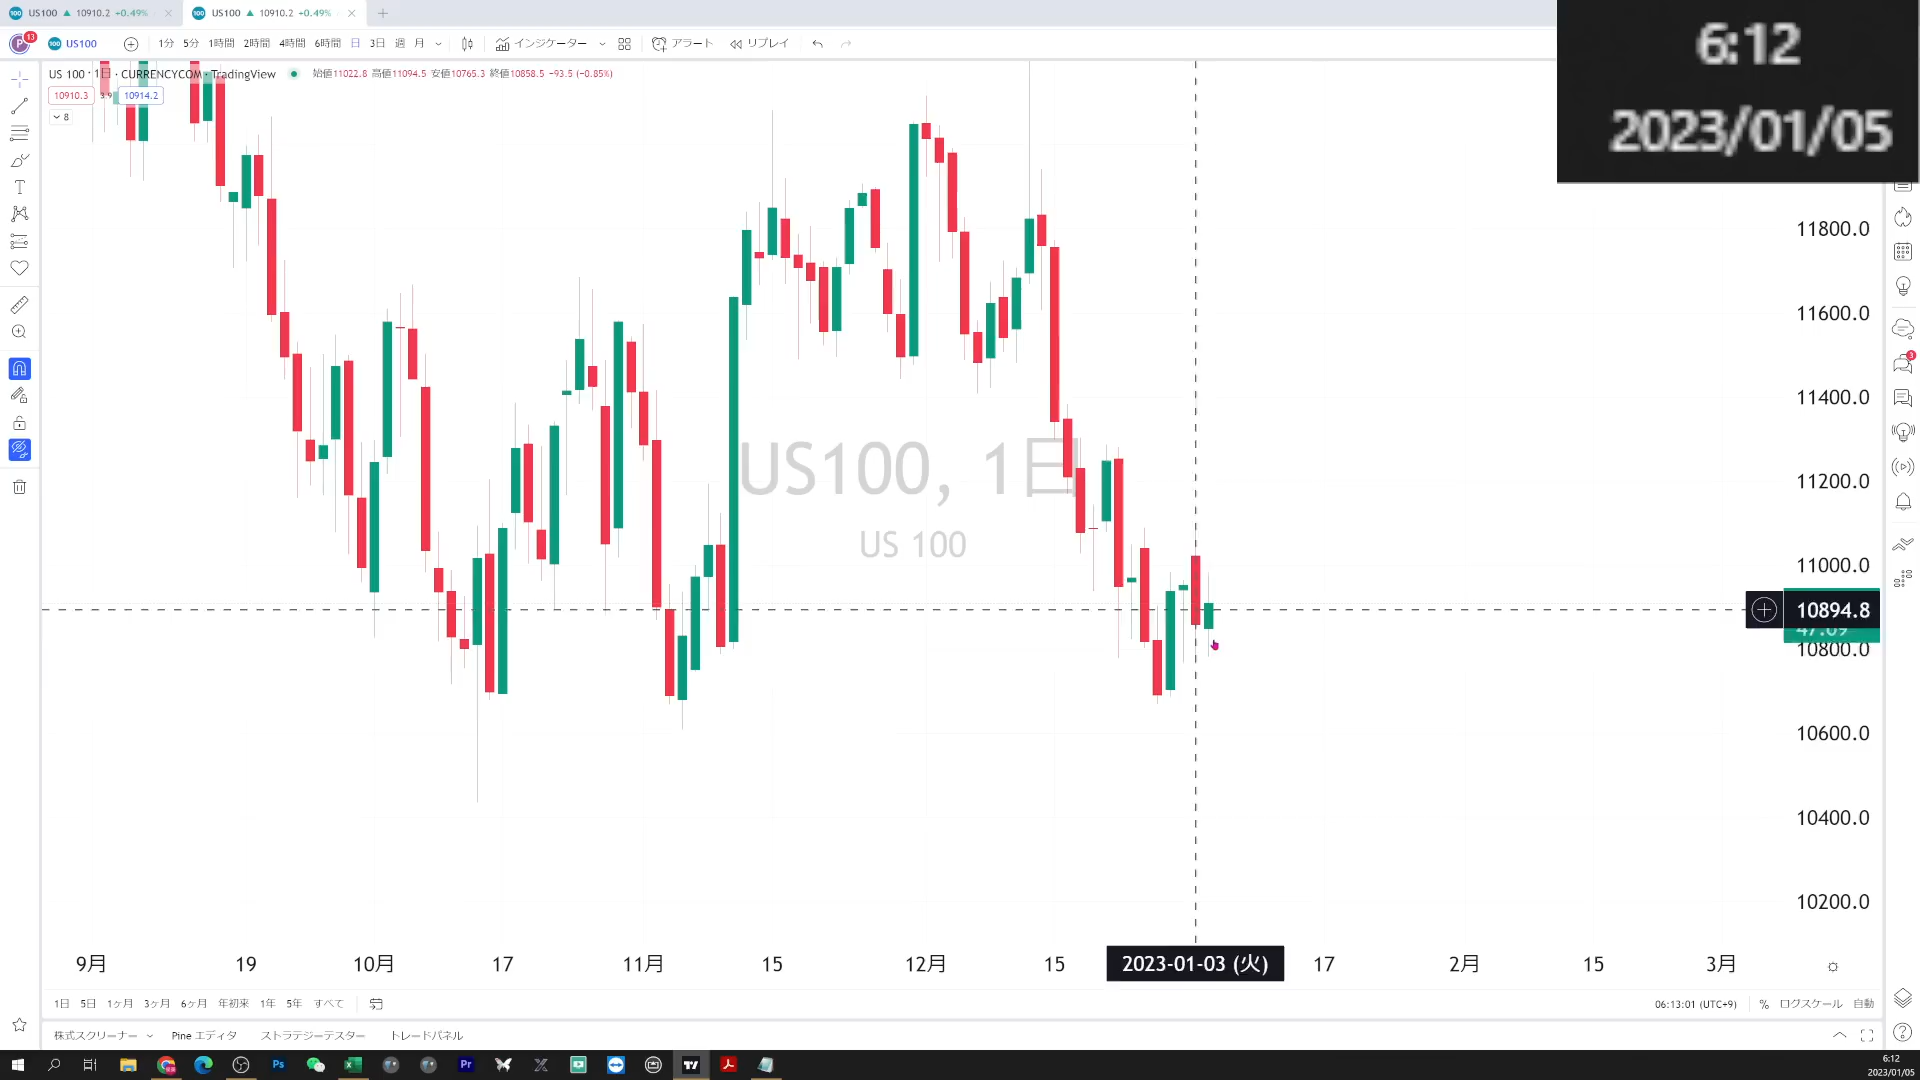 US100 ▲ 10910.2 +0.49%
US100 ▲ 10910.2 +0.49%
6:12
2023/01/05
P 13
100 US100
1分 5分 1時間 2時間 4時間 6時間 日 3日 週 月
インジケーター
アラート
リプレイ
US 100 · 1日 · CURRENCYCOM · TradingView
始値11022.8 高値11094.5 安値10765.3 終値10858.5 −93.5 (−0.85%)
10910.3 3.9 10914.2
8
US100, 1日
US 100
11800.0
11600.0
11400.0
11200.0
11000.0
10894.8
47:09
10800.0
10600.0
10400.0
10200.0
3
9月 19 10月 17 11月 15 12月 15 2023-01-03 (火) 17 2月 15 3月
1日 5日 1ヶ月 3ヶ月 6ヶ月 年初来 1年 5年 すべて
06:13:01 (UTC+9) % ログスケール 自動
株式スクリーナー Pine エディタ ストラテジーテスター トレードパネル
6:12
2023/01/05